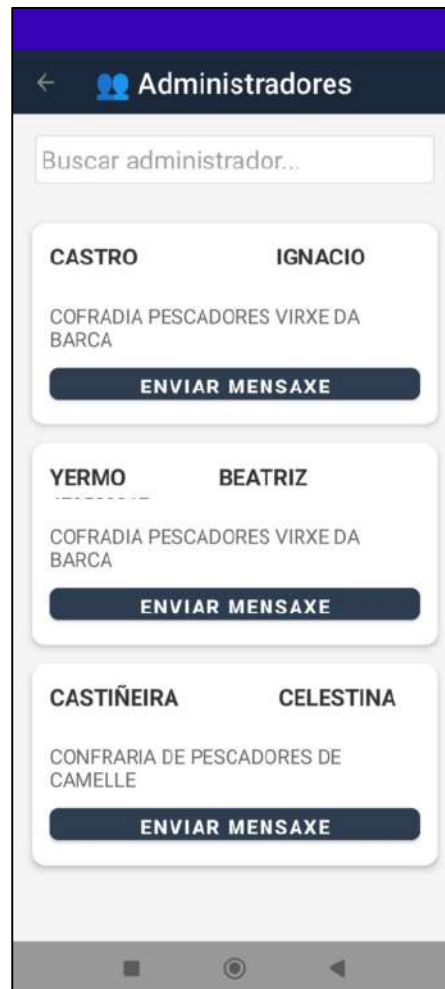 Administradores
Buscar administrador...
CASTRO IGNACIO
COFRADIA PESCADORES VIRXE DA
BARCA
ENVIAR MENSAXE
YERMO BEATRIZ
COFRADIA PESCADORES VIRXE DA
BARCA
ENVIAR MENSAXE
CASTIÑEIRA CELESTINA
CONFRARIA DE PESCADORES DE
CAMELLE
ENVIAR MENSAXE